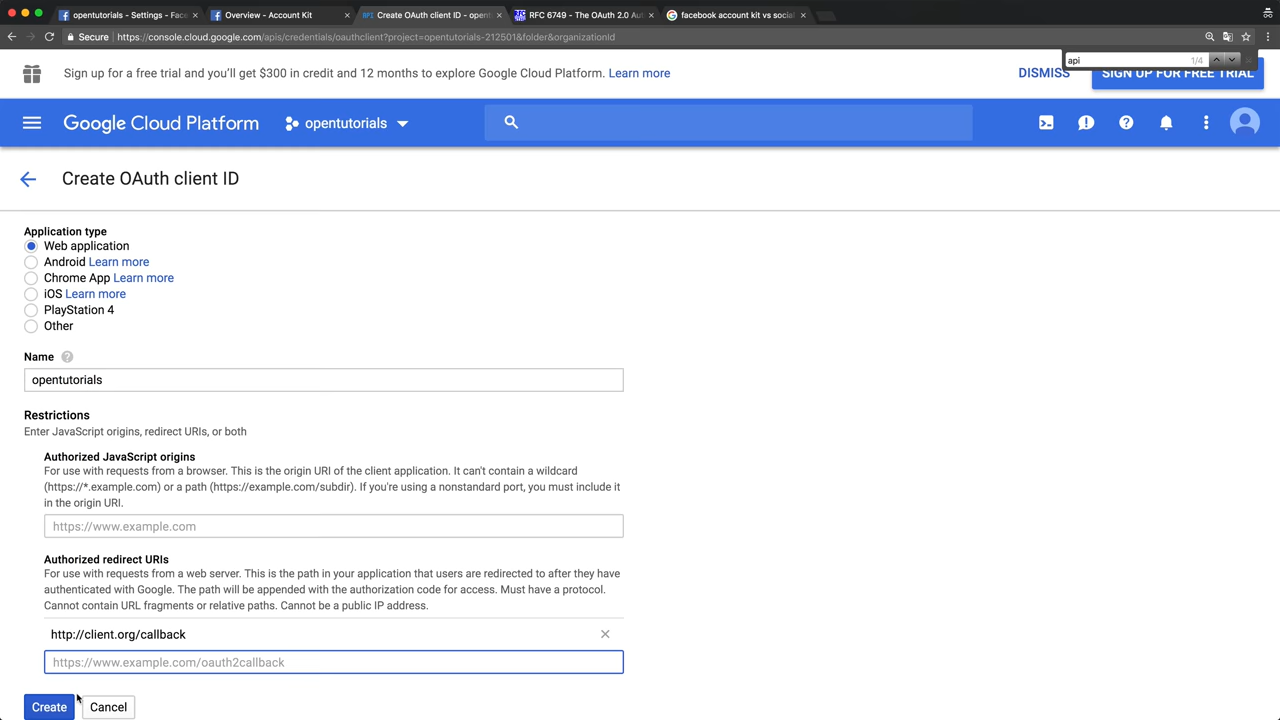 opentutorials - Settings - Face
Overview - Account Kit
Create OAuth client ID - opent
RFC 6749 - The OAuth 2.0 Aut
facebook account kit vs social
Secure https://console.cloud.google.com/apis/credentials/oauthclient?project=opentutorials-212501&folder&organizationId
api 1/4
Sign up for a free trial and you'll get $300 in credit and 12 months to explore Google Cloud Platform. Learn more
DISMISS
SIGN UP FOR FREE TRIAL
Google Cloud Platform
opentutorials
Create OAuth client ID
Application type
Web application
Android Learn more
Chrome App Learn more
iOS Learn more
PlayStation 4
Other
Name
opentutorials
Restrictions
Enter JavaScript origins, redirect URIs, or both
Authorized JavaScript origins
For use with requests from a browser. This is the origin URI of the client application. It can't contain a wildcard
(https://*.example.com) or a path (https://example.com/subdir). If you're using a nonstandard port, you must include it
in the origin URI.
https://www.example.com
Authorized redirect URIs
For use with requests from a web server. This is the path in your application that users are redirected to after they have
authenticated with Google. The path will be appended with the authorization code for access. Must have a protocol.
Cannot contain URL fragments or relative paths. Cannot be a public IP address.
http://client.org/callback
https://www.example.com/oauth2callback
Create
Cancel